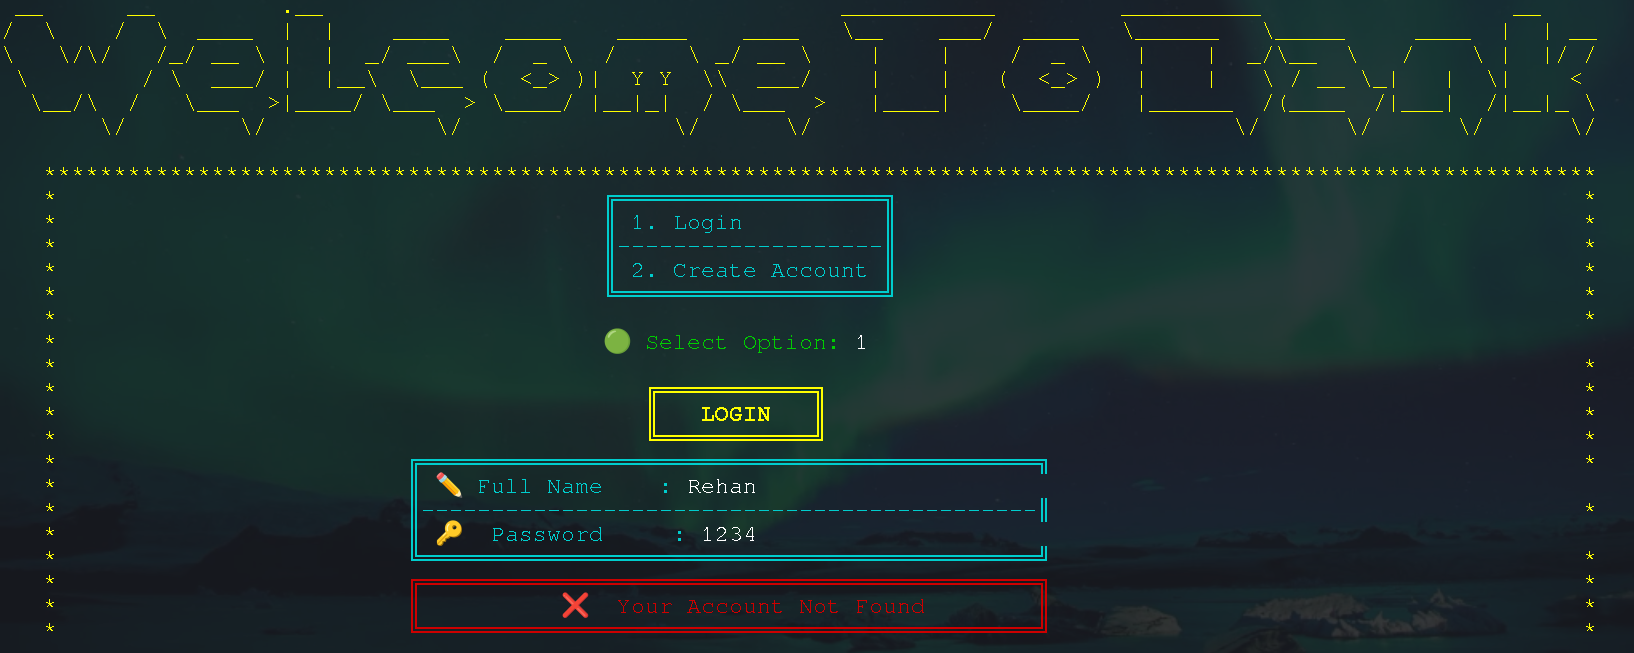 Welcome To Bank
1. Login
2. Create Account
Select Option: 1
LOGIN
Full Name : Rehan
Password : 1234
Your Account Not Found